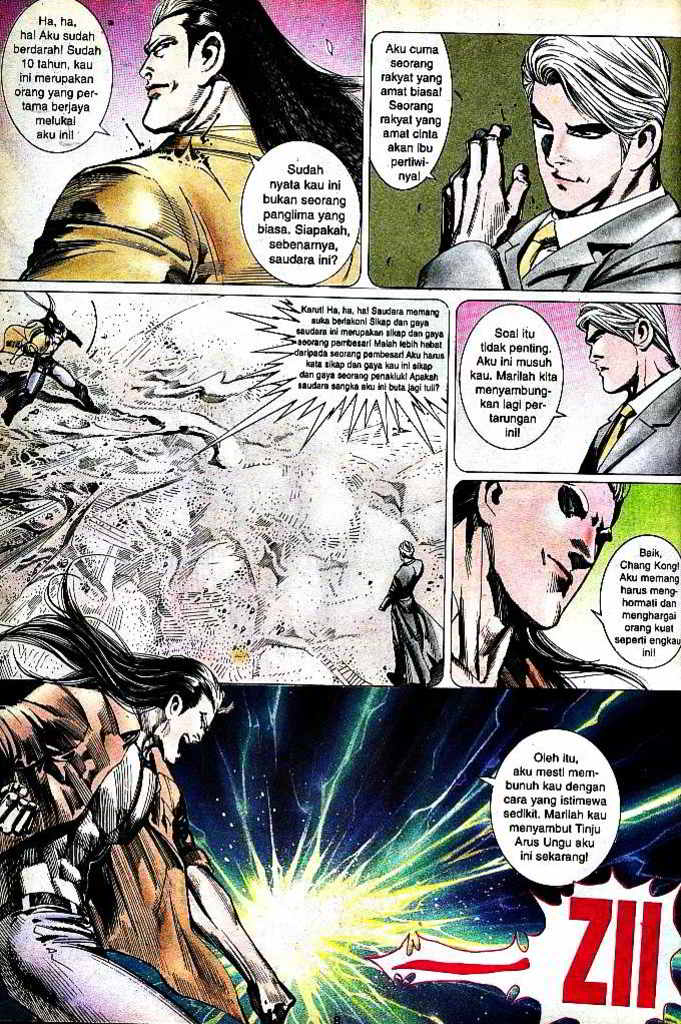 Ha, ha,
ha! Aku sudah
berdarah! Sudah
10 tahun, kau
ini merupakan
orang yang per-
tama berjaya
melukai
aku ini!
Sudah
nyata kau ini
bukan seorang
panglima yang
biasa. Siapakah,
sebenarnya,
saudara ini?
Aku cuma
seorang
rakyat yang
amat biasa!
Seorang
rakyat yang
amat cinta
akan ibu
pertiwi-
nya!
Karut! Ha, ha, ha! Saudara memang
suka berlakon! Sikap dan gaya
saudara ini merupakan sikap dan gaya
seorang pembesar! Malah lebih hebat
daripada seorang pembesar! Aku harus
kata sikap dan gaya kau ini sikap
dan gaya seorang penakluk! Apakah
saudara sangka aku ini buta lagi tuli?
Soal itu
tidak penting.
Aku ini musuh
kau. Marilah kita
menyambung-
kan lagi per-
tarungan
ini!
Baik,
Chang Kong!
Aku memang
harus meng-
hormati dan
menghargai
orang kuat
seperti engkau
ini!
Oleh itu,
aku mesti mem-
bunuh kau dengan
cara yang istimewa
sedikit. Marilah kau
menyambut Tinju
Arus Ungu aku
ini sekarang!
ZII
8